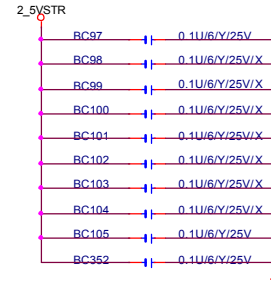 2_5VSTR
BC97 0.1U/6/Y/25V
BC98 0.1U/6/Y/25V/X
BC99 0.1U/6/Y/25V/X
BC100 0.1U/6/Y/25V/X
BC101 0.1U/6/Y/25V/X
BC102 0.1U/6/Y/25V/X
BC103 0.1U/6/Y/25V/X
BC104 0.1U/6/Y/25V/X
BC105 0.1U/6/Y/25V
BC352 0.1U/6/Y/25V